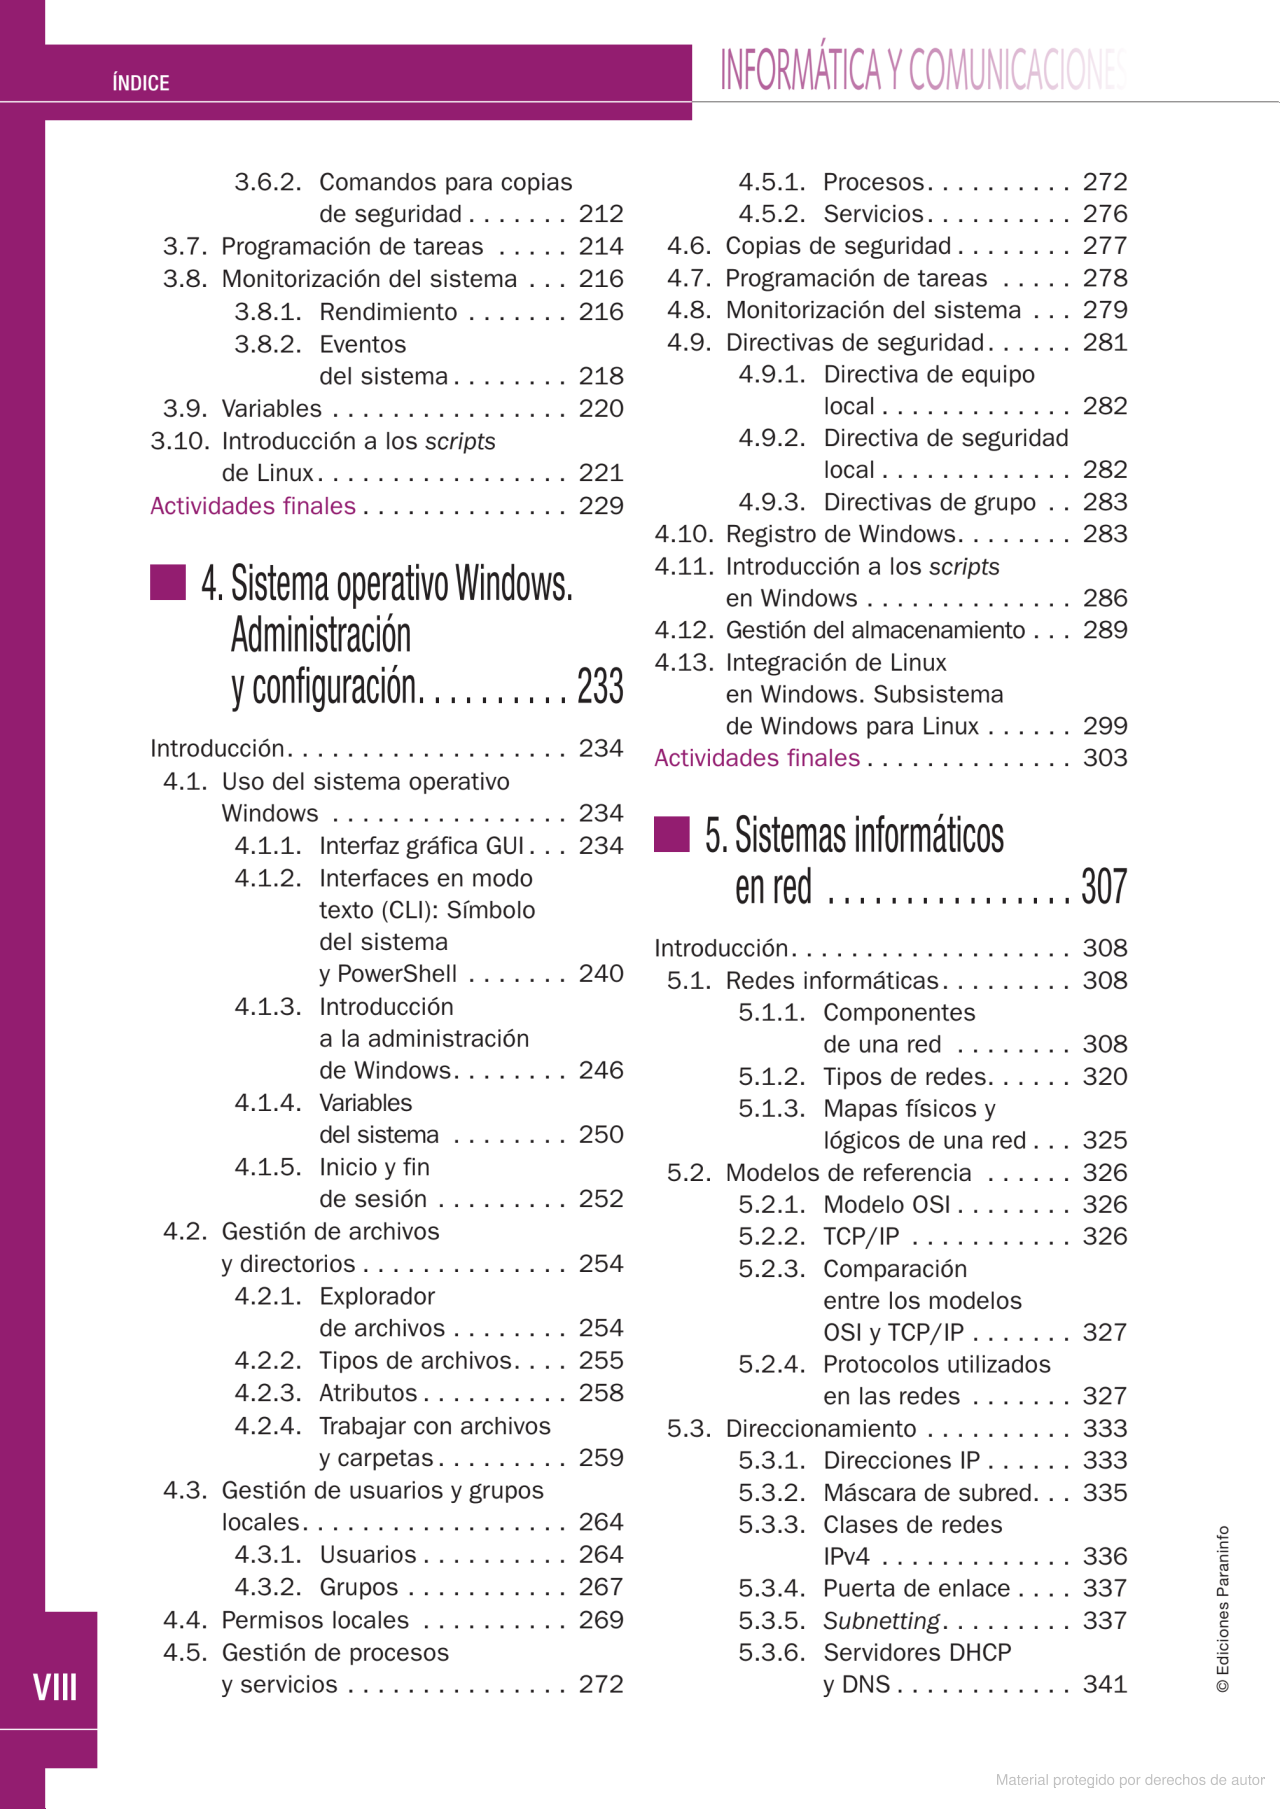 ÍNDICE
INFORMÁTICA Y COMUNICACIONES
3.6.2. Comandos para copias
de seguridad . . . . . . . 212
3.7. Programación de tareas . . . . . 214
3.8. Monitorización del sistema . . . 216
3.8.1. Rendimiento . . . . . . . 216
3.8.2. Eventos
del sistema . . . . . . . . 218
3.9. Variables . . . . . . . . . . . . . . . . 220
3.10. Introducción a los scripts
de Linux . . . . . . . . . . . . . . . . . 221
Actividades finales . . . . . . . . . . . . . . 229
4. Sistema operativo Windows.
Administración
y configuración. . . . . . . . . . 233
Introducción. . . . . . . . . . . . . . . . . . . 234
4.1. Uso del sistema operativo
Windows . . . . . . . . . . . . . . . . 234
4.1.1. Interfaz gráfica GUI . . . 234
4.1.2. Interfaces en modo
texto (CLI): Símbolo
del sistema
y PowerShell . . . . . . . 240
4.1.3. Introducción
a la administración
de Windows. . . . . . . . 246
4.1.4. Variables
del sistema . . . . . . . . 250
4.1.5. Inicio y fin
de sesión . . . . . . . . . 252
4.2. Gestión de archivos
y directorios . . . . . . . . . . . . . . 254
4.2.1. Explorador
de archivos . . . . . . . . 254
4.2.2. Tipos de archivos. . . . 255
4.2.3. Atributos . . . . . . . . . . 258
4.2.4. Trabajar con archivos
y carpetas . . . . . . . . . 259
4.3. Gestión de usuarios y grupos
locales. . . . . . . . . . . . . . . . . . 264
4.3.1. Usuarios . . . . . . . . . . 264
4.3.2. Grupos . . . . . . . . . . . 267
4.4. Permisos locales . . . . . . . . . . 269
4.5. Gestión de procesos
y servicios . . . . . . . . . . . . . . . 272
4.5.1. Procesos. . . . . . . . . . 272
4.5.2. Servicios. . . . . . . . . . 276
4.6. Copias de seguridad . . . . . . . . 277
4.7. Programación de tareas . . . . . 278
4.8. Monitorización del sistema . . . 279
4.9. Directivas de seguridad. . . . . . 281
4.9.1. Directiva de equipo
local . . . . . . . . . . . . . 282
4.9.2. Directiva de seguridad
local . . . . . . . . . . . . . 282
4.9.3. Directivas de grupo . . 283
4.10. Registro de Windows. . . . . . . . 283
4.11. Introducción a los scripts
en Windows . . . . . . . . . . . . . . 286
4.12. Gestión del almacenamiento . . . 289
4.13. Integración de Linux
en Windows. Subsistema
de Windows para Linux . . . . . . 299
Actividades finales . . . . . . . . . . . . . . 303
5. Sistemas informáticos
en red . . . . . . . . . . . . . . . . 307
Introducción. . . . . . . . . . . . . . . . . . . 308
5.1. Redes informáticas. . . . . . . . . 308
5.1.1. Componentes
de una red . . . . . . . . 308
5.1.2. Tipos de redes. . . . . . 320
5.1.3. Mapas físicos y
lógicos de una red . . . 325
5.2. Modelos de referencia . . . . . . 326
5.2.1. Modelo OSI . . . . . . . . 326
5.2.2. TCP/IP . . . . . . . . . . . 326
5.2.3. Comparación
entre los modelos
OSI y TCP/IP . . . . . . . 327
5.2.4. Protocolos utilizados
en las redes . . . . . . . 327
5.3. Direccionamiento . . . . . . . . . . 333
5.3.1. Direcciones IP . . . . . . 333
5.3.2. Máscara de subred. . . 335
5.3.3. Clases de redes
IPv4 . . . . . . . . . . . . . 336
5.3.4. Puerta de enlace . . . . 337
5.3.5. Subnetting. . . . . . . . . 337
5.3.6. Servidores DHCP
y DNS . . . . . . . . . . . . 341
© Ediciones Paraninfo
VIII
Material protegido por derechos de autor